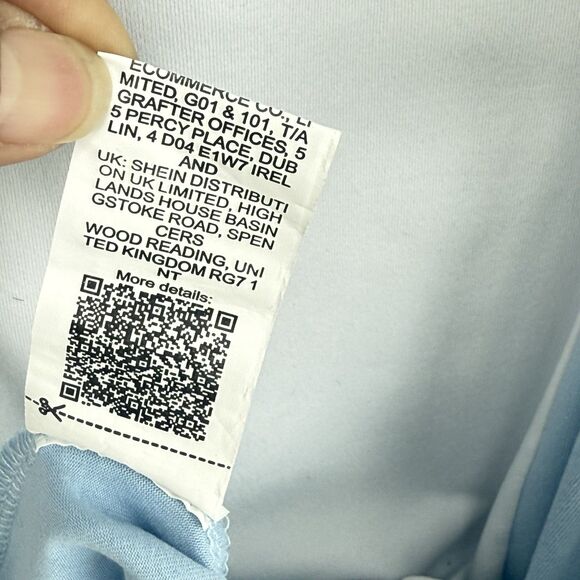 ECOMMERCE CO., LI
MITED, G01 & 101, T/A
GRAFTER OFFICES, 5
5 PERCY PLACE, DUB
LIN, 4 D04 E1W7 IREL
AND
UK: SHEIN DISTRIBUTI
ON UK LIMITED, HIGH
LANDS HOUSE BASIN
GSTOKE ROAD, SPEN
CERS
WOOD READING, UNI
TED KINGDOM RG7 1
NT
More details: